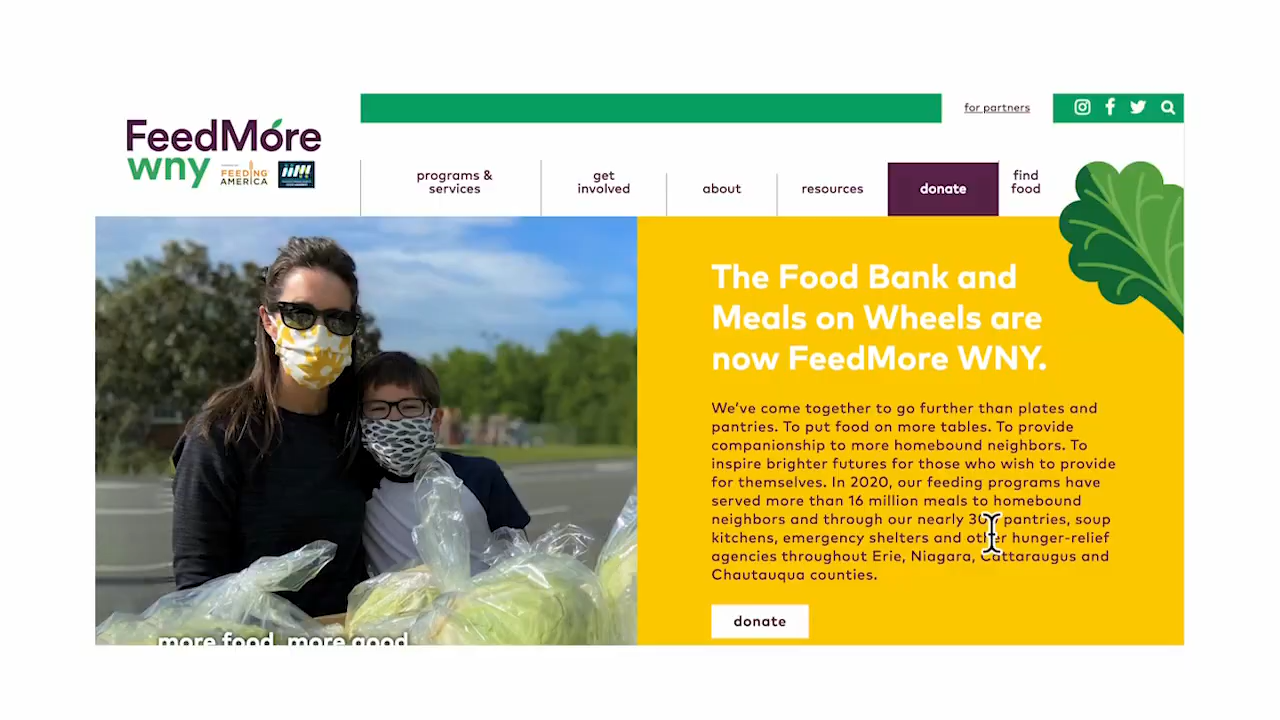 for partners
FeedMore
wny
FEEDING
AMERICA
programs &
services
get
involved
about
resources
donate
find
food
The Food Bank and
Meals on Wheels are
now FeedMore WNY.
We've come together to go further than plates and
pantries. To put food on more tables. To provide
companionship to more homebound neighbors. To
inspire brighter futures for those who wish to provide
for themselves. In 2020, our feeding programs have
served more than 16 million meals to homebound
neighbors and through our nearly pantries, soup
kitchens, emergency shelters and other hunger-relief
agencies throughout Erie, Niagara, Cattaraugus and
Chautauqua counties.
donate
more food. more good